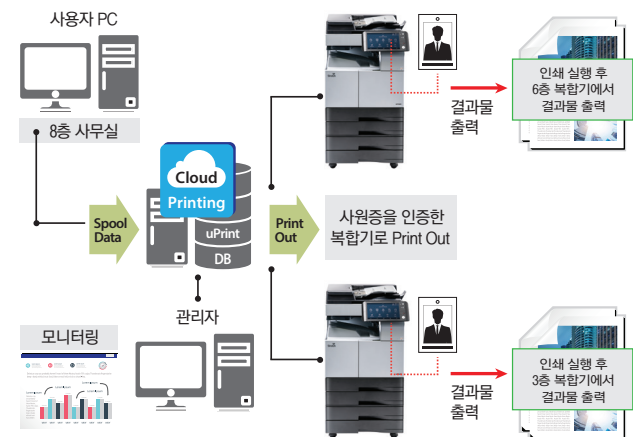 사용자 PC
8층 사무실
Spool
Data
Cloud
Printing
uPrint
DB
Print
Out
사원증을 인증한
복합기로 Print Out
결과물
출력
인쇄 실행 후
6층 복합기에서
결과물 출력
관리자
모니터링
결과물
출력
인쇄 실행 후
3층 복합기에서
결과물 출력